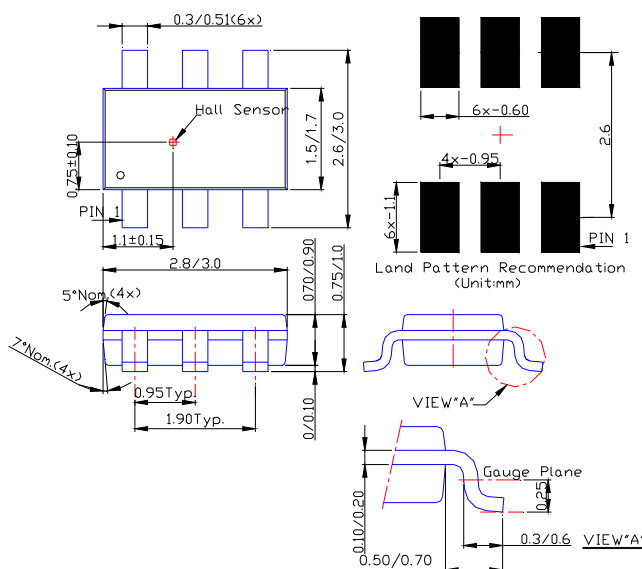 0.3/0.51(6x)
Hall Sensor
0.75±0.10
1.5/1.7
2.6/3.0
PIN 1
1.1±0.15
6x-0.60
4x-0.95
2.6
6x-1.1
PIN 1
Land Pattern Recommendation
(Unit:mm)
2.8/3.0
5°Nom.(4x)
7°Nom.(4x)
070/0.90
0.75/1.0
0.95Typ.
1.90Typ.
0/0.10
VIEW"A"
Gauge Plane
0.25
0.10/0.20
0.3/0.6
VIEW"A"
0.50/0.70